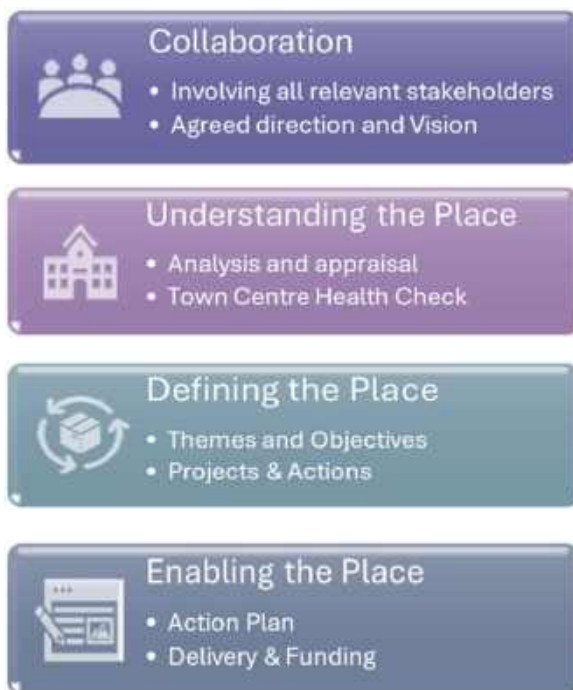 Collaboration
• Involving all relevant stakeholders
• Agreed direction and Vision
Understanding the Place
• Analysis and appraisal
• Town Centre Health Check
Defining the Place
• Themes and Objectives
• Projects & Actions
Enabling the Place
• Action Plan
• Delivery & Funding